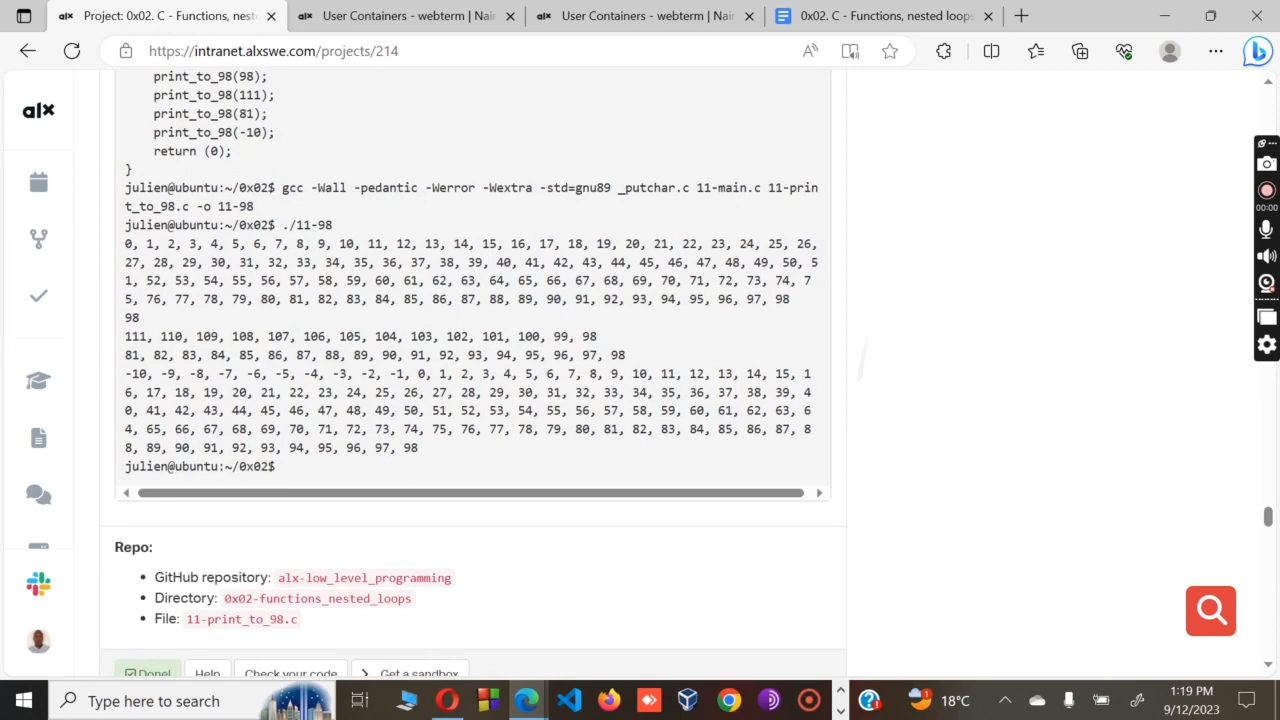 Project: 0x02. C - Functions, nest
User Containers - webterm | Nai
User Containers - webterm | Nai
0x02. C - Functions, nested loops
https://intranet.alxswe.com/projects/214
alx
print_to_98(98);
print_to_98(111);
print_to_98(81);
print_to_98(-10);
return (0);
}
julien@ubuntu:~/0x02$ gcc -Wall -pedantic -Werror -Wextra -std=gnu89 _putchar.c 11-main.c 11-prin
t_to_98.c -o 11-98
julien@ubuntu:~/0x02$ ./11-98
0, 1, 2, 3, 4, 5, 6, 7, 8, 9, 10, 11, 12, 13, 14, 15, 16, 17, 18, 19, 20, 21, 22, 23, 24, 25, 26,
27, 28, 29, 30, 31, 32, 33, 34, 35, 36, 37, 38, 39, 40, 41, 42, 43, 44, 45, 46, 47, 48, 49, 50, 5
1, 52, 53, 54, 55, 56, 57, 58, 59, 60, 61, 62, 63, 64, 65, 66, 67, 68, 69, 70, 71, 72, 73, 74, 7
5, 76, 77, 78, 79, 80, 81, 82, 83, 84, 85, 86, 87, 88, 89, 90, 91, 92, 93, 94, 95, 96, 97, 98
98
111, 110, 109, 108, 107, 106, 105, 104, 103, 102, 101, 100, 99, 98
81, 82, 83, 84, 85, 86, 87, 88, 89, 90, 91, 92, 93, 94, 95, 96, 97, 98
-10, -9, -8, -7, -6, -5, -4, -3, -2, -1, 0, 1, 2, 3, 4, 5, 6, 7, 8, 9, 10, 11, 12, 13, 14, 15, 1
6, 17, 18, 19, 20, 21, 22, 23, 24, 25, 26, 27, 28, 29, 30, 31, 32, 33, 34, 35, 36, 37, 38, 39, 4
0, 41, 42, 43, 44, 45, 46, 47, 48, 49, 50, 51, 52, 53, 54, 55, 56, 57, 58, 59, 60, 61, 62, 63, 6
4, 65, 66, 67, 68, 69, 70, 71, 72, 73, 74, 75, 76, 77, 78, 79, 80, 81, 82, 83, 84, 85, 86, 87, 8
8, 89, 90, 91, 92, 93, 94, 95, 96, 97, 98
julien@ubuntu:~/0x02$
Repo:
• GitHub repository: alx-low_level_programming
• Directory: 0x02-functions_nested_loops
• File: 11-print_to_98.c
Done!
Help
Check your code
Get a sandbox
00:00
Type here to search
18°C
1:19 PM
9/12/2023